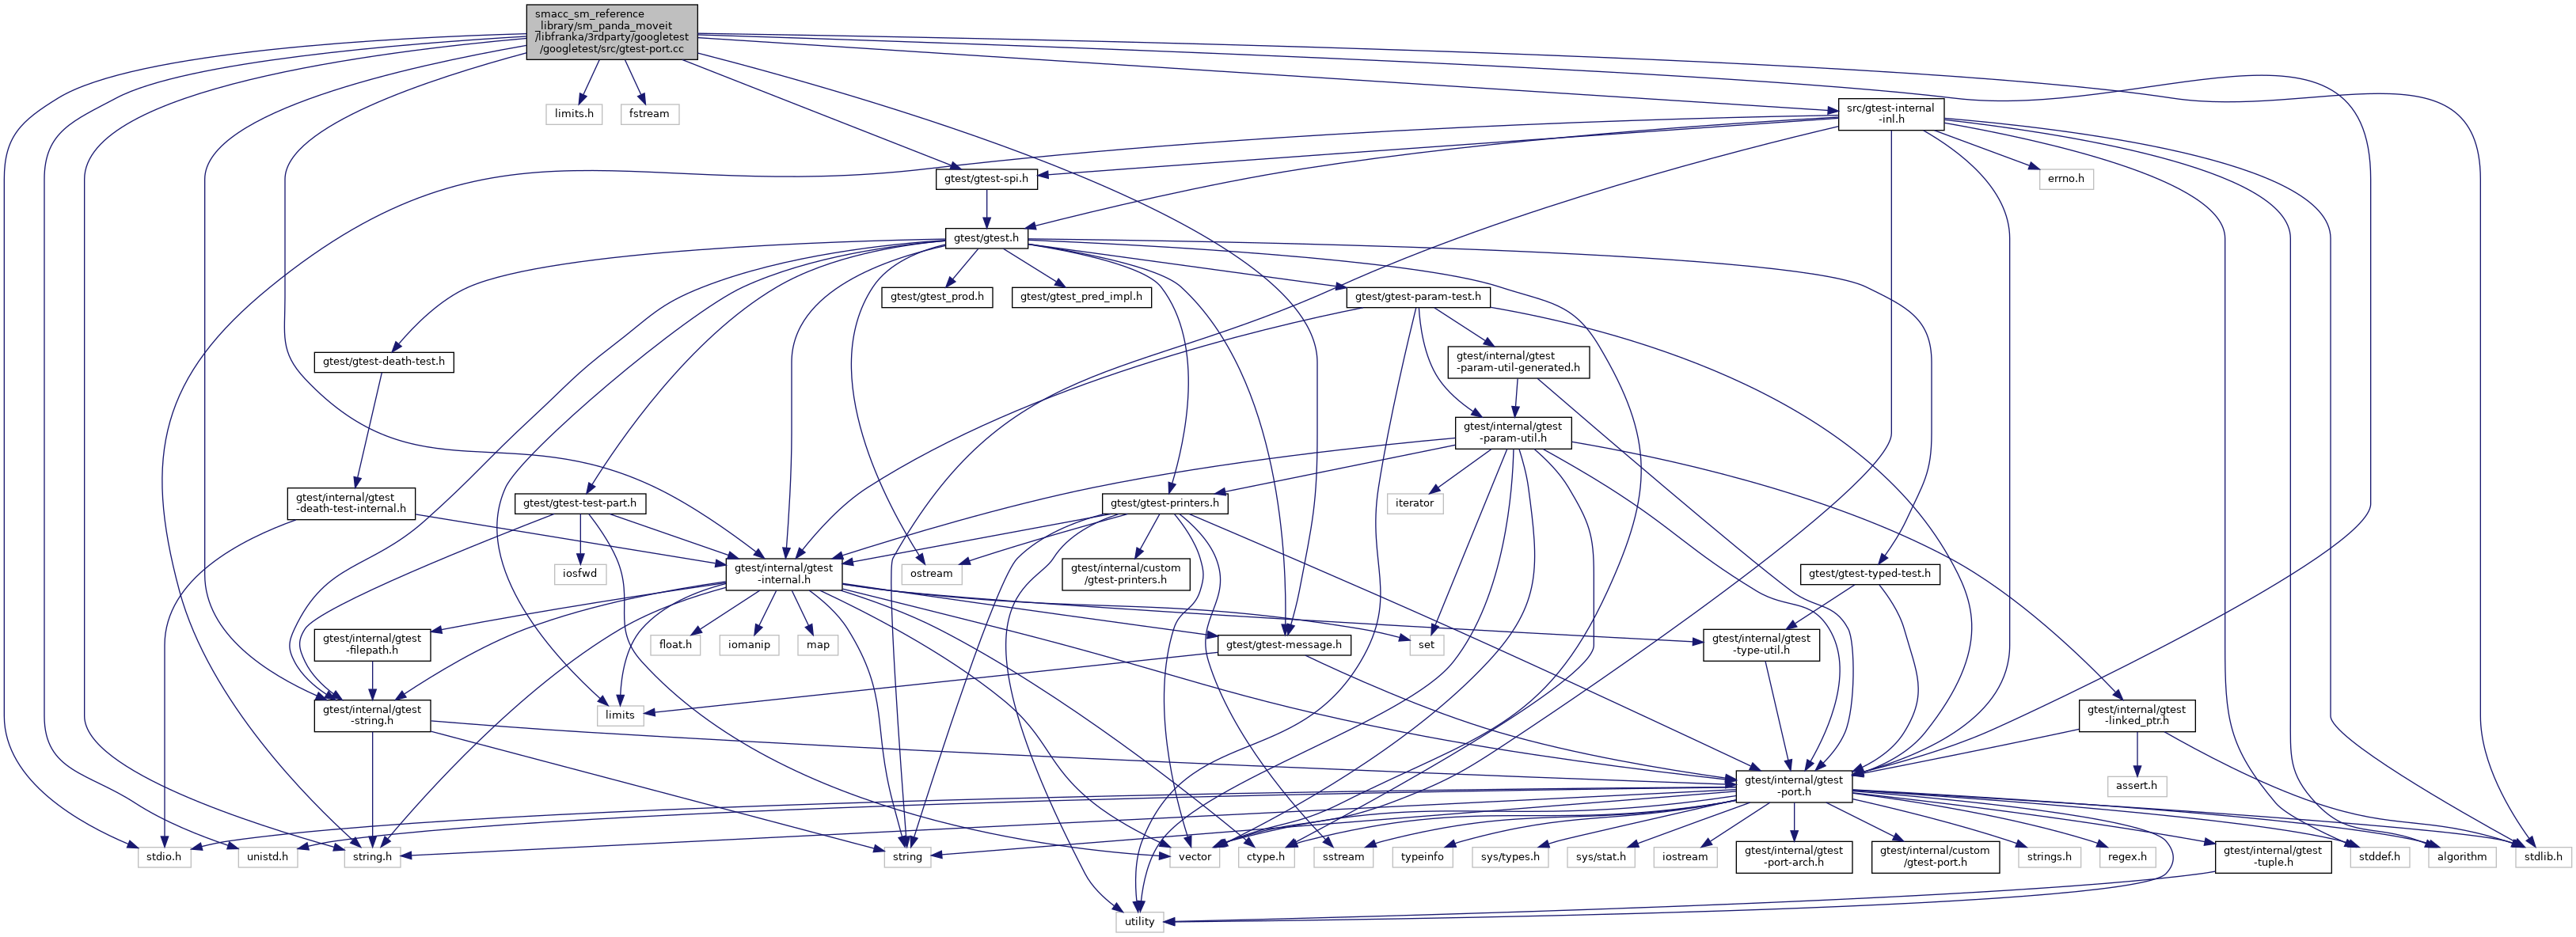 smacc_sm_reference
_library/sm_panda_moveit
/libfranka/3rdparty/googletest
/googletest/src/gtest-port.cc
limits.h
fstream
src/gtest-internal
-inl.h
gtest/gtest-spi.h
errno.h
gtest/gtest.h
gtest/gtest_prod.h
gtest/gtest_pred_impl.h
gtest/gtest-param-test.h
gtest/gtest-death-test.h
gtest/internal/gtest
-param-util-generated.h
gtest/internal/gtest
-param-util.h
gtest/internal/gtest
-death-test-internal.h
gtest/gtest-test-part.h
gtest/gtest-printers.h
iterator
gtest/internal/gtest
-internal.h
iosfwd
ostream
gtest/internal/custom
/gtest-printers.h
gtest/gtest-typed-test.h
gtest/internal/gtest
-filepath.h
float.h
iomanip
map
gtest/gtest-message.h
set
gtest/internal/gtest
-type-util.h
gtest/internal/gtest
-string.h
limits
gtest/internal/gtest
-linked_ptr.h
gtest/internal/gtest
-port.h
assert.h
stdio.h
unistd.h
string.h
string
vector
ctype.h
sstream
typeinfo
sys/types.h
sys/stat.h
iostream
gtest/internal/gtest
-port-arch.h
gtest/internal/custom
/gtest-port.h
strings.h
regex.h
gtest/internal/gtest
-tuple.h
stddef.h
algorithm
stdlib.h
utility